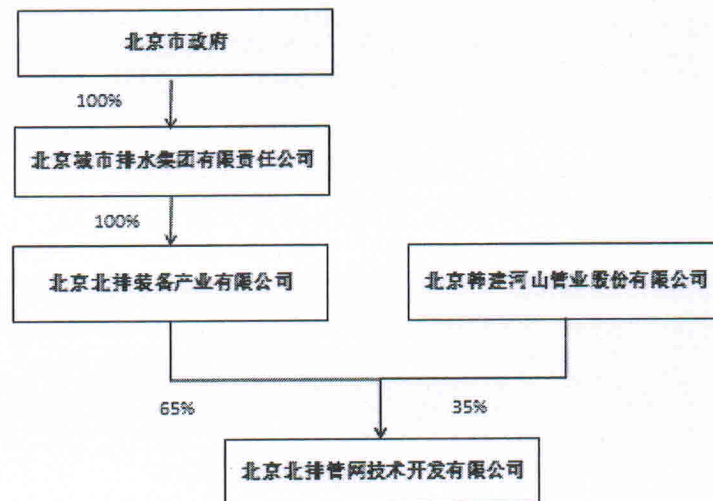 北京市政府
100%
北京城市排水集团有限责任公司
100%
北京北排装备产业有限公司
北京韩建河山管业股份有限公司
65%
35%
北京北排管网技术开发有限公司